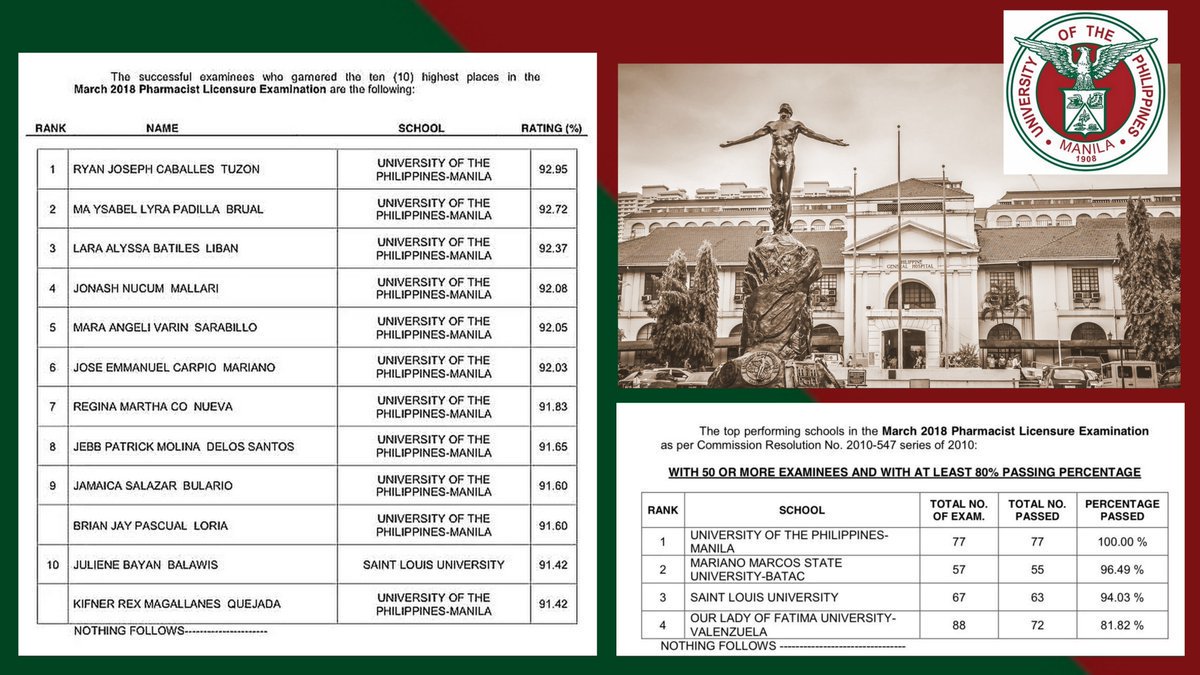 The successful examinees who garnered the ten (10) highest places in the
March 2018 Pharmacist Licensure Examination are the following:
RANK NAME SCHOOL RATING (%)
1 RYAN JOSEPH CABALLES TUZON UNIVERSITY OF THE PHILIPPINES-MANILA 92.95
2 MA YSABEL LYRA PADILLA BRUAL UNIVERSITY OF THE PHILIPPINES-MANILA 92.72
3 LARA ALYSSA BATILES LIBAN UNIVERSITY OF THE PHILIPPINES-MANILA 92.37
4 JONASH NUCUM MALLARI UNIVERSITY OF THE PHILIPPINES-MANILA 92.08
5 MARA ANGELI VARIN SARABILLO UNIVERSITY OF THE PHILIPPINES-MANILA 92.05
6 JOSE EMMANUEL CARPIO MARIANO UNIVERSITY OF THE PHILIPPINES-MANILA 92.03
7 REGINA MARTHA CO NUEVA UNIVERSITY OF THE PHILIPPINES-MANILA 91.83
8 JEBB PATRICK MOLINA DELOS SANTOS UNIVERSITY OF THE PHILIPPINES-MANILA 91.65
9 JAMAICA SALAZAR BULARIO UNIVERSITY OF THE PHILIPPINES-MANILA 91.60
BRIAN JAY PASCUAL LORIA UNIVERSITY OF THE PHILIPPINES-MANILA 91.60
10 JULIENE BAYAN BALAWIS SAINT LOUIS UNIVERSITY 91.42
KIFNER REX MAGALLANES QUEJADA UNIVERSITY OF THE PHILIPPINES-MANILA 91.42
NOTHING FOLLOWS----------------------
UNIVERSITY OF THE PHILIPPINES
MANILA
1908
PHILIPPINE
GENERAL HOSPITAL
The top performing schools in the March 2018 Pharmacist Licensure Examination
as per Commission Resolution No. 2010-547 series of 2010:
WITH 50 OR MORE EXAMINEES AND WITH AT LEAST 80% PASSING PERCENTAGE
RANK SCHOOL TOTAL NO. OF EXAM. TOTAL NO. PASSED PERCENTAGE PASSED
1 UNIVERSITY OF THE PHILIPPINES-MANILA 77 77 100.00 %
2 MARIANO MARCOS STATE UNIVERSITY-BATAC 57 55 96.49 %
3 SAINT LOUIS UNIVERSITY 67 63 94.03 %
4 OUR LADY OF FATIMA UNIVERSITY-VALENZUELA 88 72 81.82 %
NOTHING FOLLOWS --------------------------------